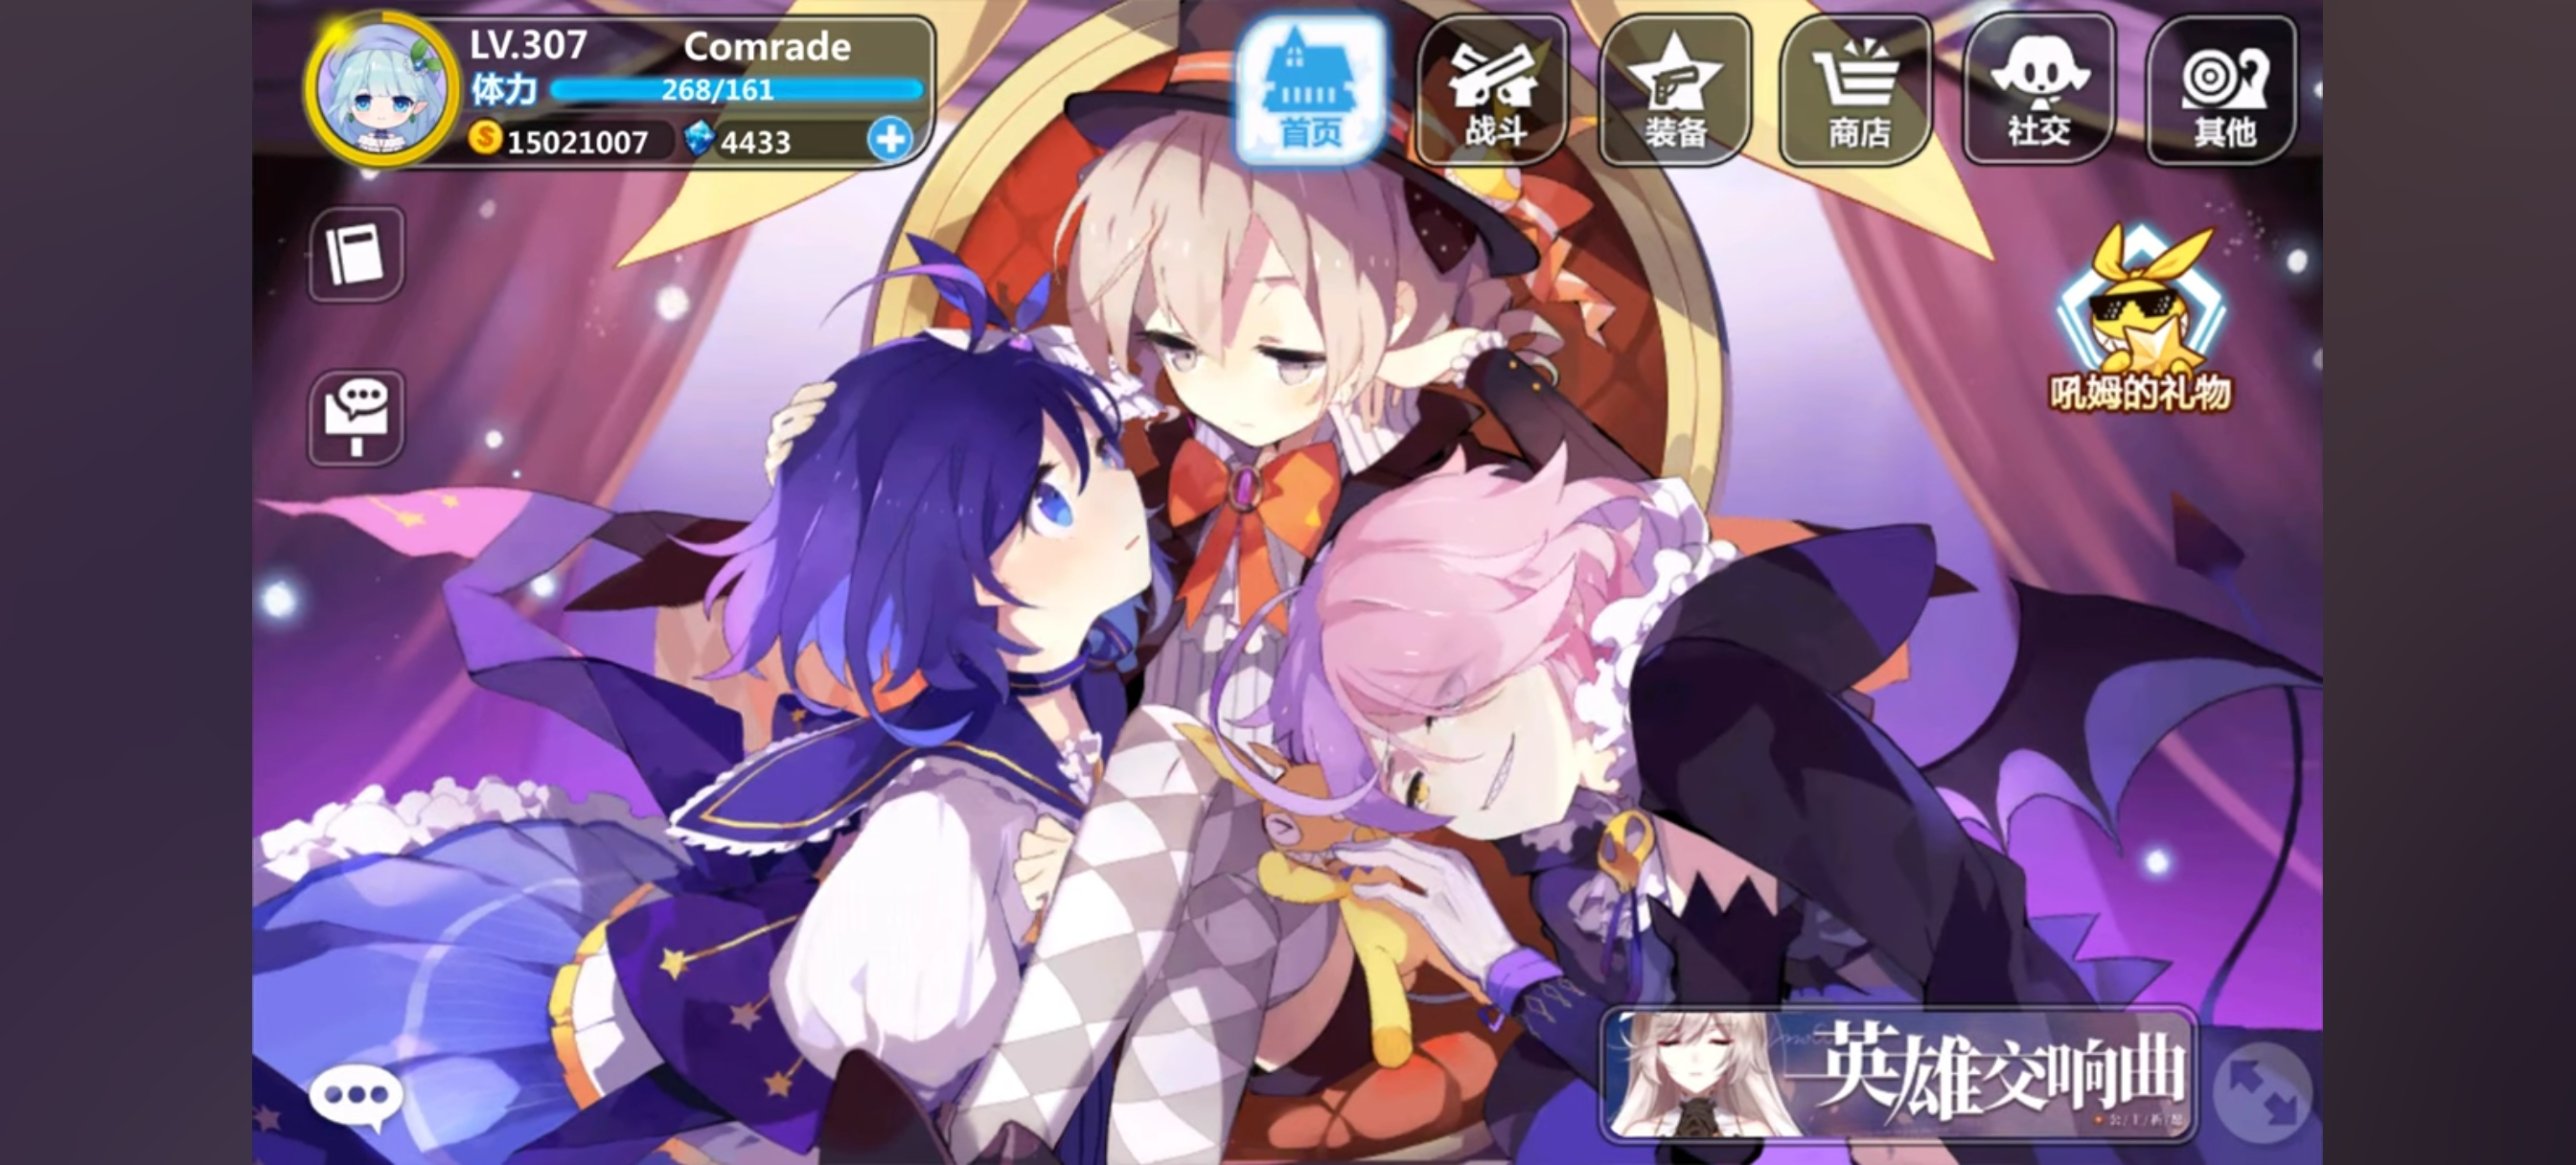 LV.307 Comrade
体力 268/161
15021007 4433
首页 战斗 装备 商店 社交 其他
吼姆的礼物
英雄交响曲